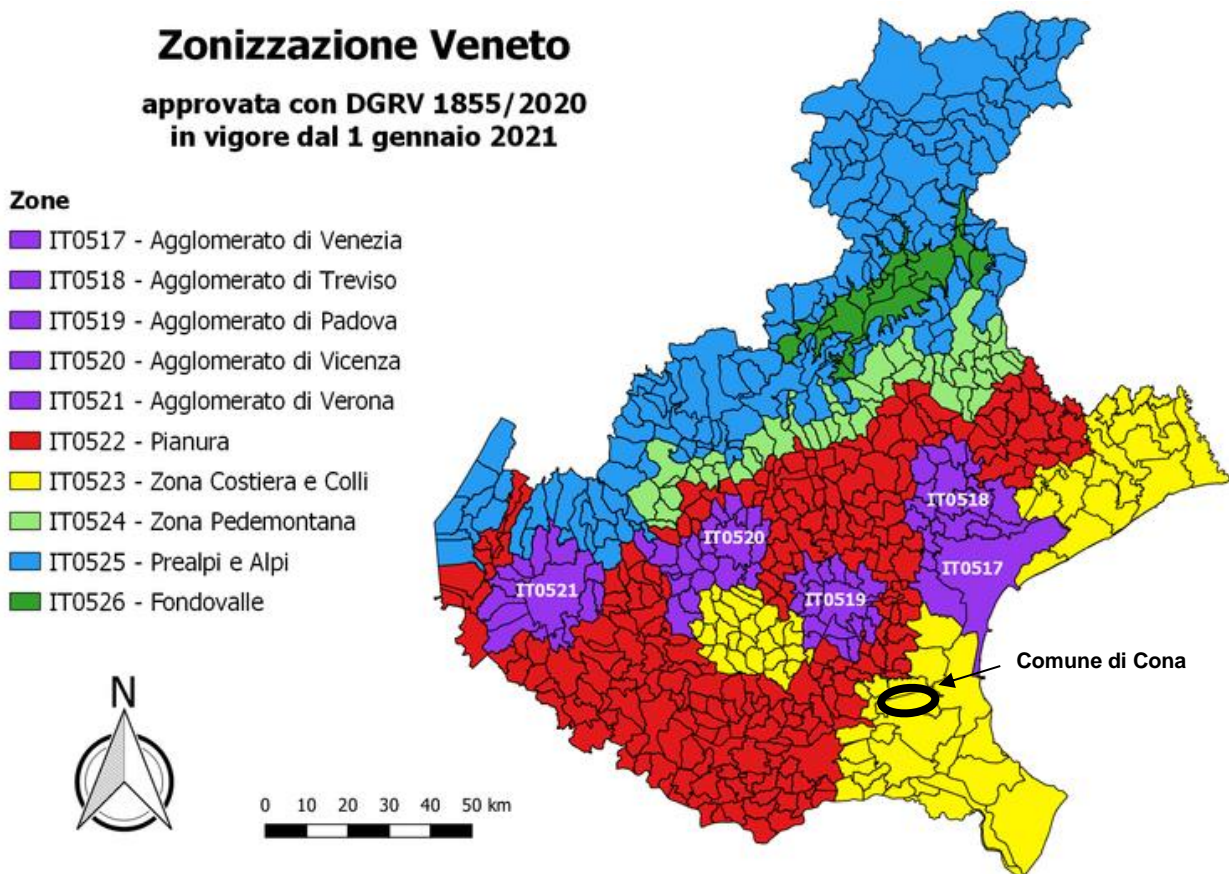 Zonizzazione Veneto
approvata con DGRV 1855/2020
in vigore dal 1 gennaio 2021
Zone
IT0517 - Agglomerato di Venezia
IT0518 - Agglomerato di Treviso
IT0519 - Agglomerato di Padova
IT0520 - Agglomerato di Vicenza
IT0521 - Agglomerato di Verona
IT0522 - Pianura
IT0523 - Zona Costiera e Colli
IT0524 - Zona Pedemontana
IT0525 - Prealpi e Alpi
IT0526 - Fondovalle
IT0518
IT0520
IT0517
IT0521
IT0519
Comune di Cona
N
0 10 20 30 40 50 km